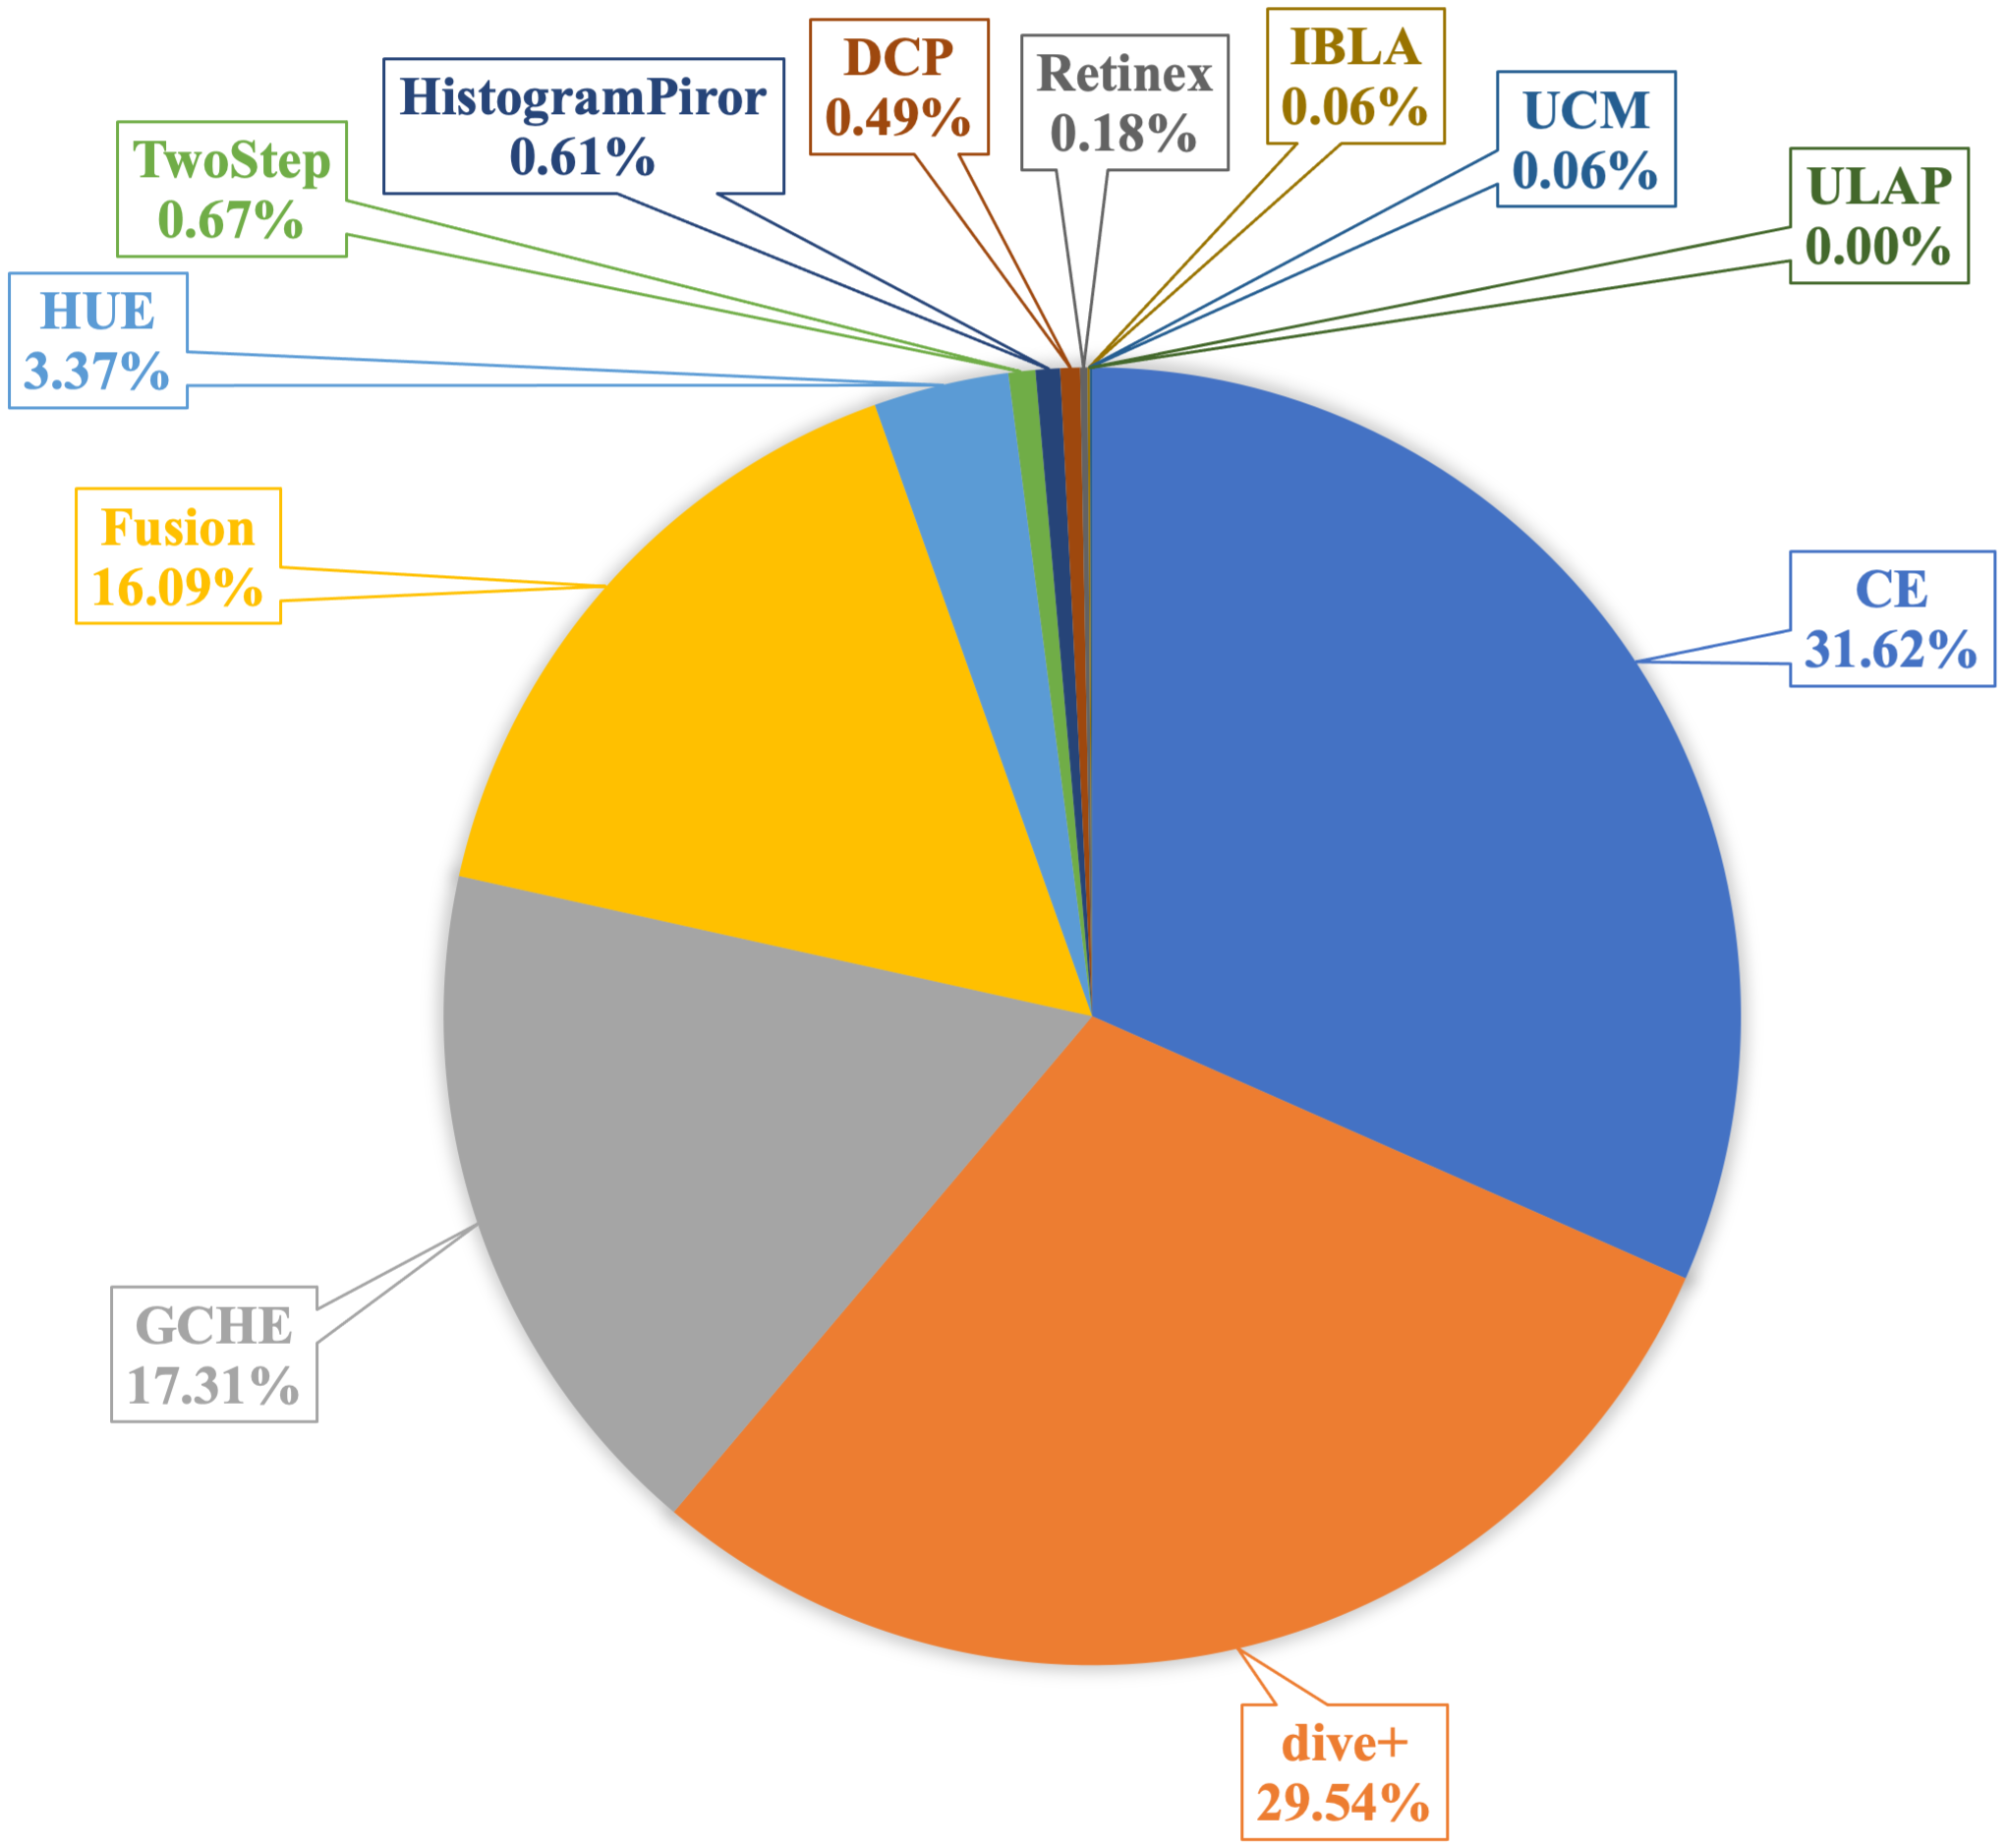 IBLA
0.06%
DCP
0.49%
Retinex
0.18%
HistogramPiror
0.61%
UCM
0.06%
TwoStep
0.67%
ULAP
0.00%
HUE
3.37%
Fusion
16.09%
CE
31.62%
GCHE
17.31%
dive+
29.54%